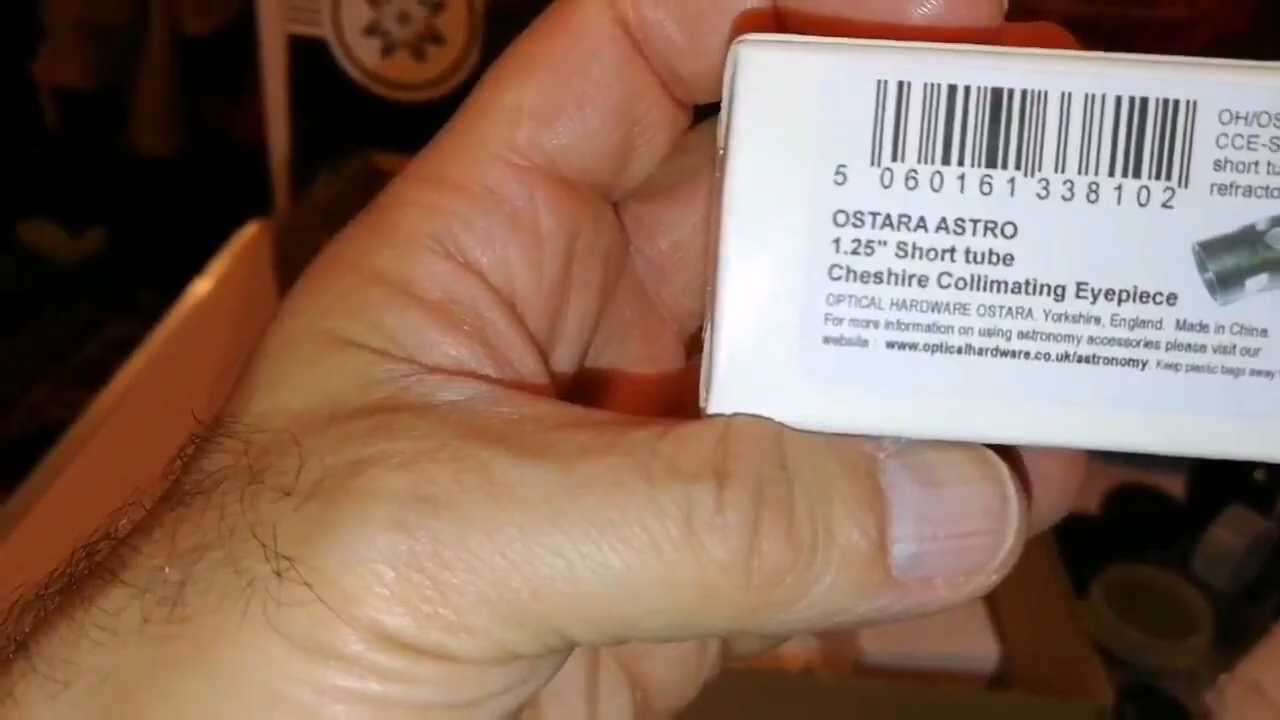 5 060161 338102
OH/OS
CCE-S
short tu
refracto
OSTARA ASTRO
1.25" Short tube
Cheshire Collimating Eyepiece
OPTICAL HARDWARE OSTARA. Yorkshire, England. Made in China.
For more information on using astronomy accessories please visit our
website : www.opticalhardware.co.uk/astronomy. Keep plastic bags away